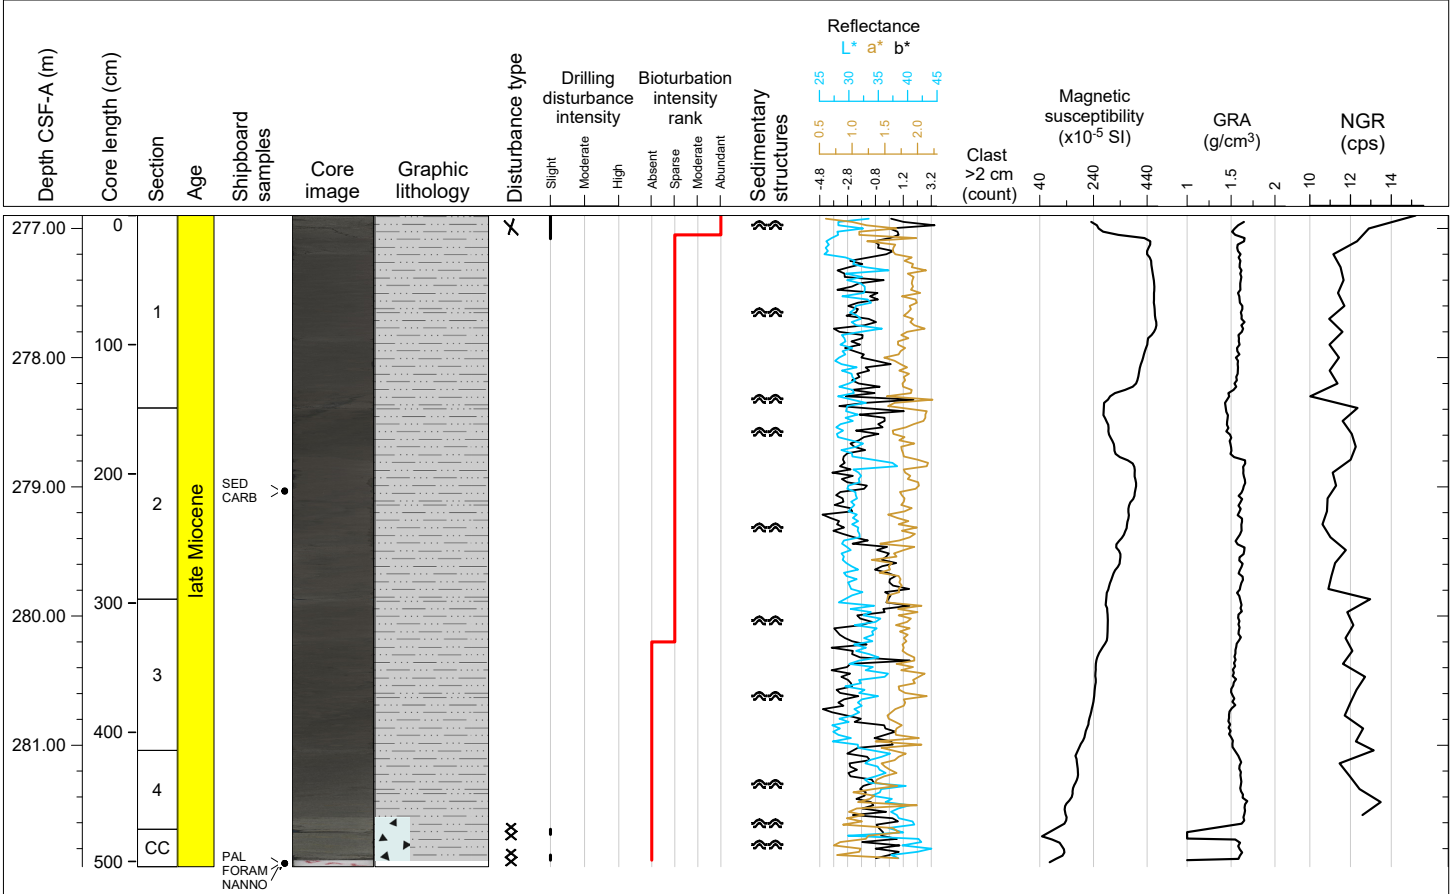 Depth CSF-A (m)
Core length (cm)
Section
Age
Shipboard
samples
Core
image
Graphic
lithology
Disturbance type
Drilling
disturbance
intensity
Slight
Moderate
High
Bioturbation
intensity
rank
Absent
Sparse
Moderate
Abundant
Sedimentary
structures
Reflectance
L* a* b*
25 30 35 40 45
0.5 1.0 1.5 2.0
-4.8 -2.8 -0.8 1.2 3.2
Clast
>2 cm
(count)
Magnetic
susceptibility
(x10-5 SI)
40 240 440
GRA
(g/cm3)
1 1.5 2
NGR
(cps)
10 12 14
277.00
278.00
279.00
280.00
281.00
0
100
200
300
400
500
1
2
3
4
CC
late Miocene
SED
CARB
PAL
FORAM
NANNO